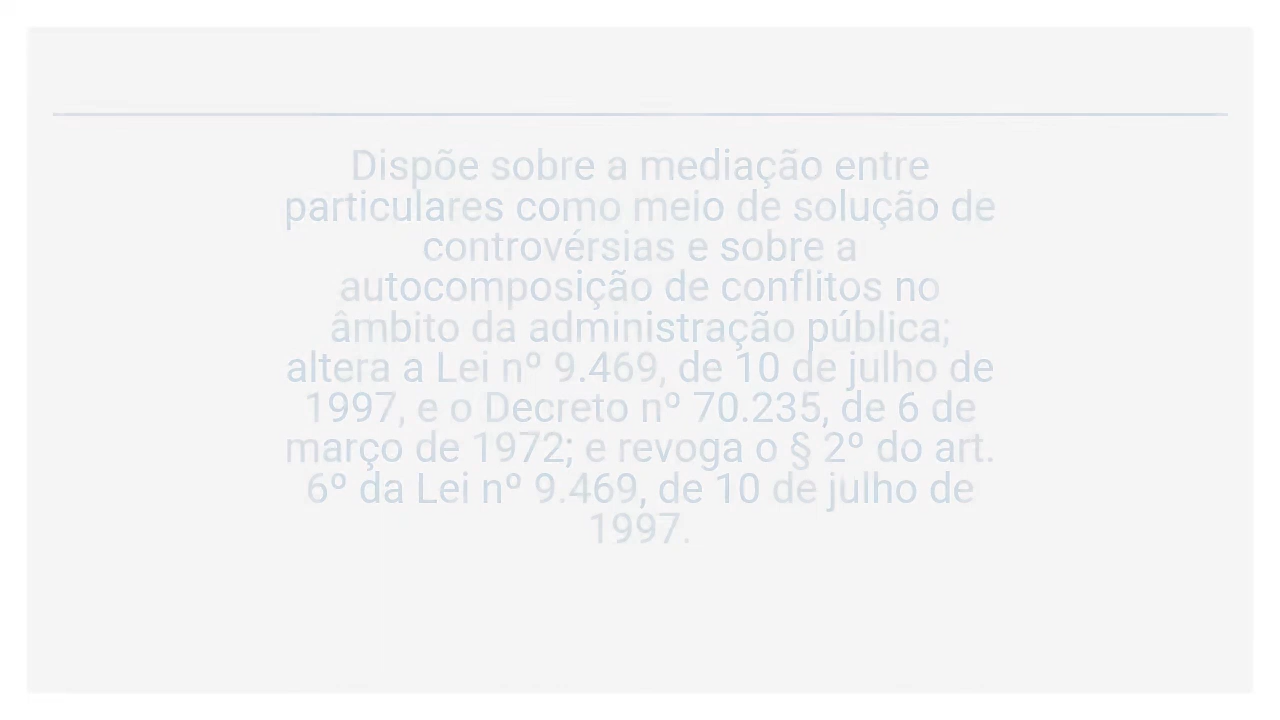 Dispõe sobre a mediação entre
particulares como meio de solução de
controvérsias e sobre a
autocomposição de conflitos no
âmbito da administração pública;
altera a Lei nº 9.469, de 10 de julho de
1997, e o Decreto nº 70.235, de 6 de
março de 1972; e revoga o § 2º do art.
6º da Lei nº 9.469, de 10 de julho de
1997.